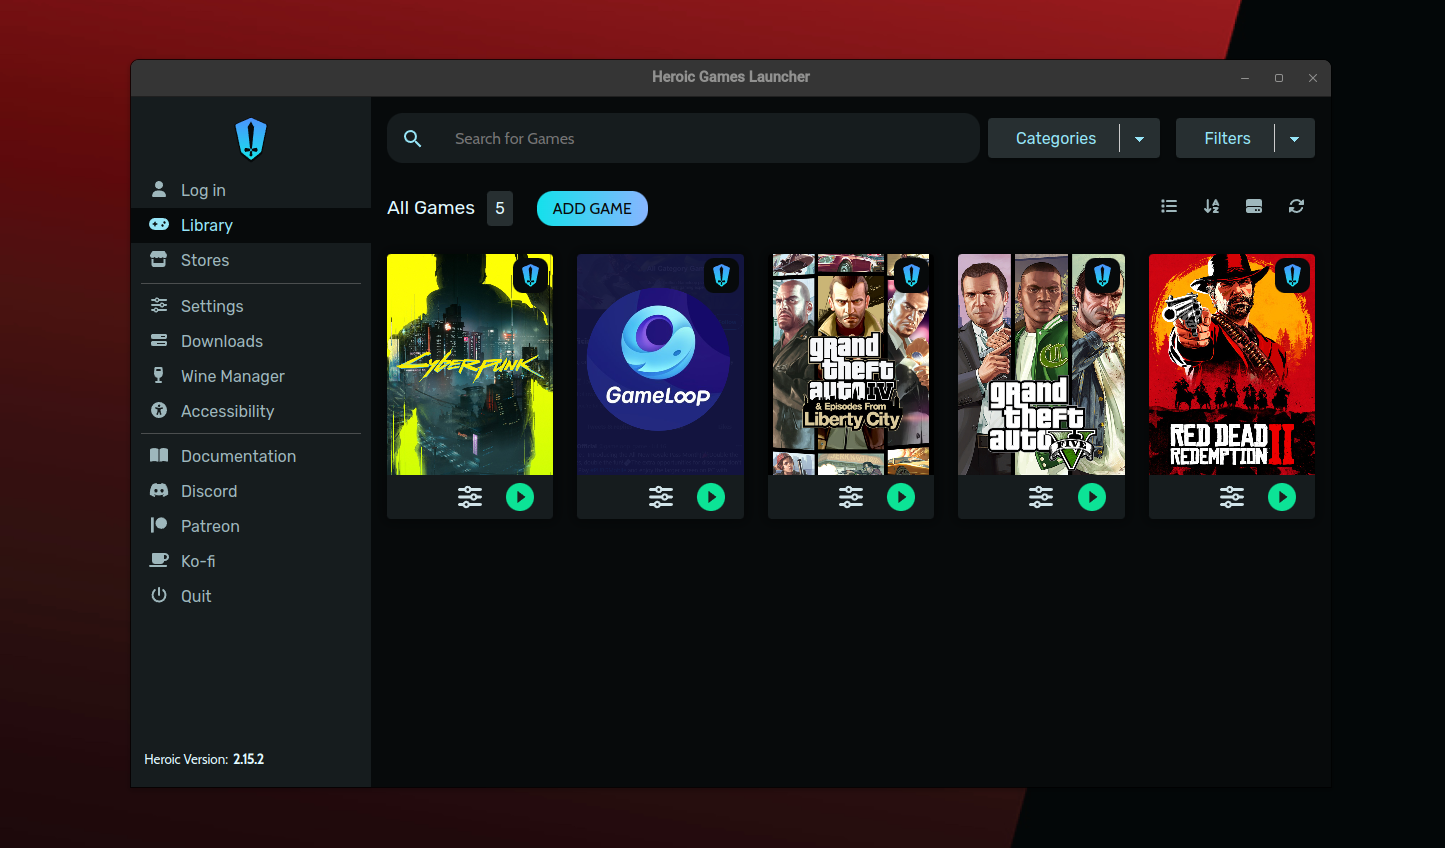 Heroic Games Launcher
Log in
Library
Stores
Settings
Downloads
Wine Manager
Accessibility
Documentation
Discord
Patreon
Ko-fi
Quit
Heroic Version: 2.15.2
Search for Games
Categories
Filters
All Games 5 ADD GAME
Cyberpunk
GameLoop
grand
theft
auto IV
& Episodes From
Liberty City
grand
theft
auto V
FIVE
RED DEAD
REDEMPTION II